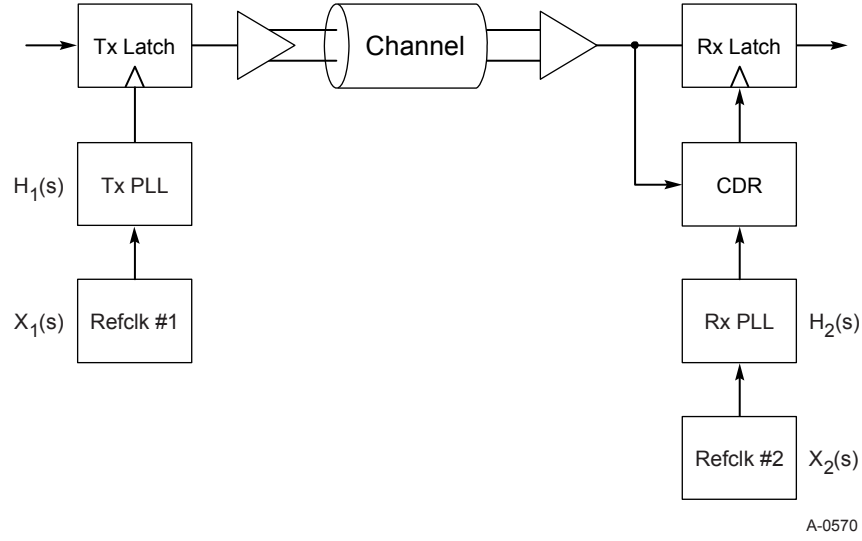 Tx Latch
Channel
Rx Latch
H1(s)
Tx PLL
CDR
X1(s)
Refclk #1
Rx PLL
H2(s)
Refclk #2
X2(s)
A-0570